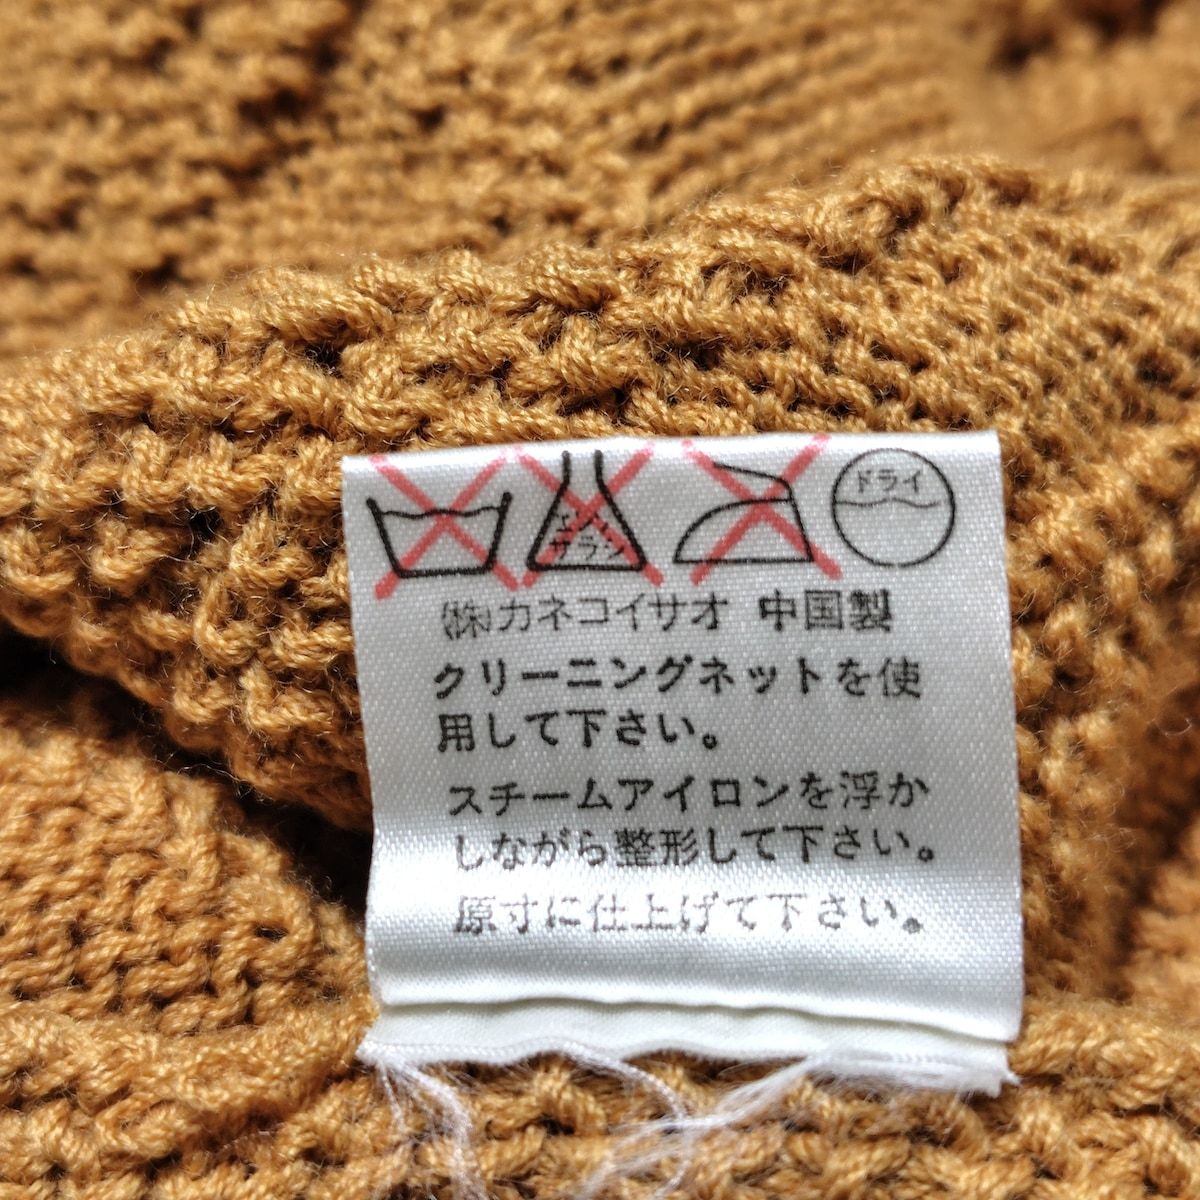 ドライ
サラシ
㈱カネコイサオ 中国製
クリーニングネットを使
用して下さい。
スチームアイロンを浮か
しながら整形して下さい。
原寸に仕上げて下さい。